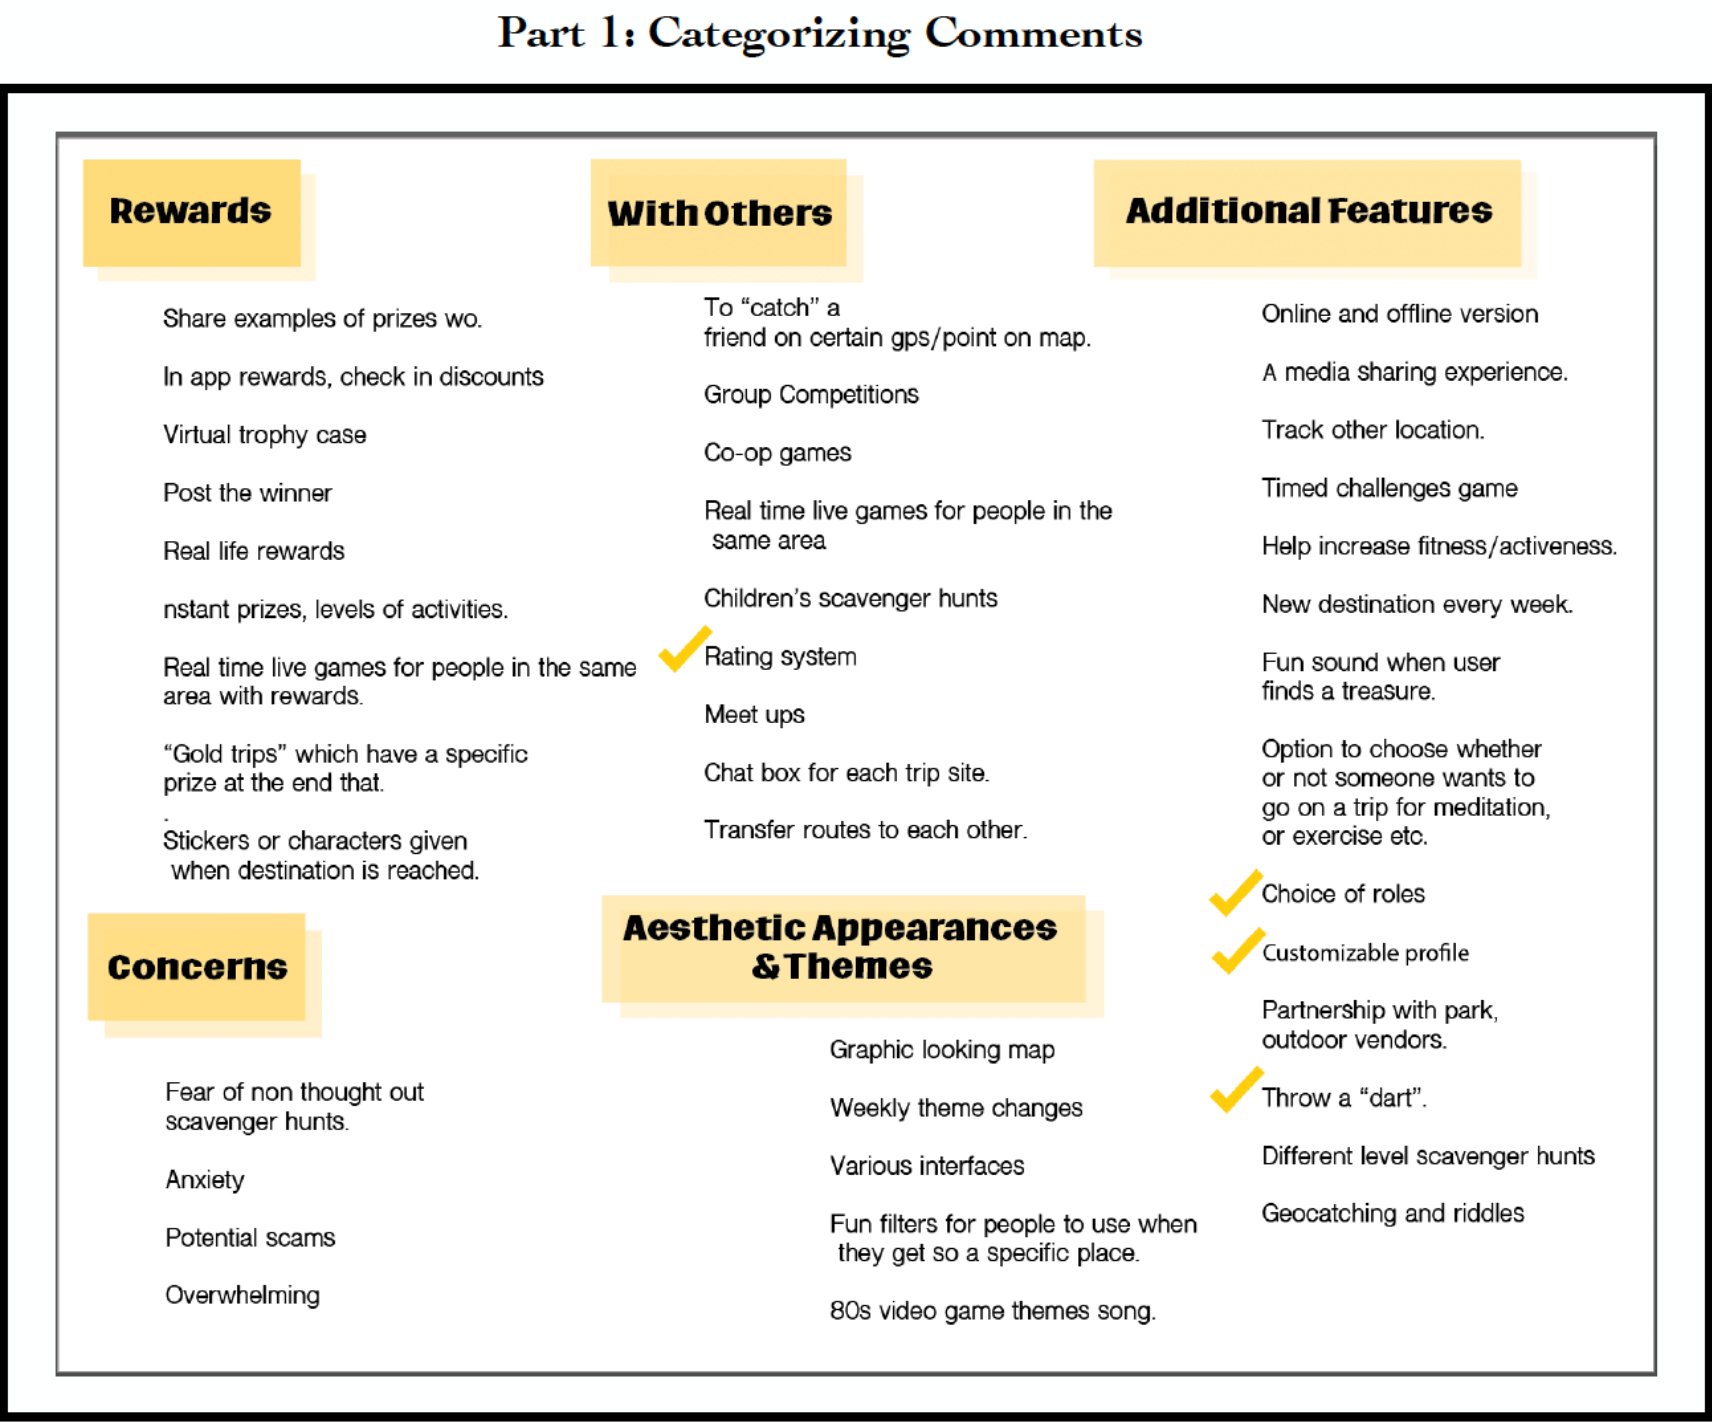 Part 1: Categorizing Comments
Rewards
Share examples of prizes wo.
In app rewards, check in discounts
Virtual trophy case
Post the winner
Real life rewards
nstant prizes, levels of activities.
Real time live games for people in the same
area with rewards.
“Gold trips” which have a specific
prize at the end that.
.
Stickers or characters given
when destination is reached.
Concerns
Fear of non thought out
scavenger hunts.
Anxiety
Potential scams
Overwhelming
With Others
To “catch” a
friend on certain gps/point on map.
Group Competitions
Co-op games
Real time live games for people in the
same area
Children’s scavenger hunts
Rating system
Meet ups
Chat box for each trip site.
Transfer routes to each other.
Aesthetic Appearances
& Themes
Graphic looking map
Weekly theme changes
Various interfaces
Fun filters for people to use when
they get so a specific place.
80s video game themes song.
Additional Features
Online and offline version
A media sharing experience.
Track other location.
Timed challenges game
Help increase fitness/activeness.
New destination every week.
Fun sound when user
finds a treasure.
Option to choose whether
or not someone wants to
go on a trip for meditation,
or exercise etc.
Choice of roles
Customizable profile
Partnership with park,
outdoor vendors.
Throw a “dart”.
Different level scavenger hunts
Geocatching and riddles